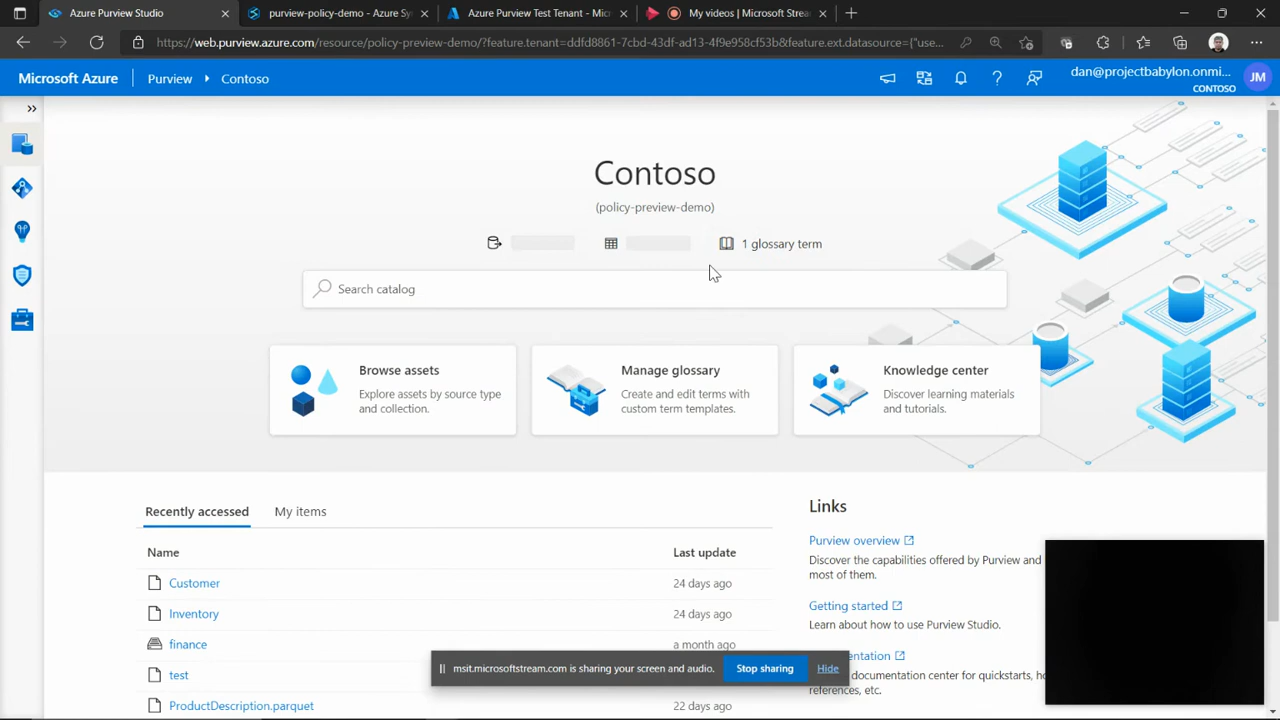 Azure Purview Studio
purview-policy-demo - Azure Sy
Azure Purview Test Tenant - Micr
My videos | Microsoft Stream
https://web.purview.azure.com/resource/policy-preview-demo/?feature.tenant=ddfd8861-7cbd-43df-ad13-4f9e958cf53b&feature.ext.datasource={"use...
Microsoft Azure
Purview
Contoso
dan@projectbabylon.onmi...
CONTOSO
JM
Contoso
(policy-preview-demo)
1 glossary term
Search catalog
Browse assets
Explore assets by source type
and collection.
Manage glossary
Create and edit terms with
custom term templates.
Knowledge center
Discover learning materials
and tutorials.
Recently accessed
My items
Name
Last update
Customer
24 days ago
Inventory
24 days ago
finance
a month ago
test
ProductDescription.parquet
22 days ago
Links
Purview overview
Discover the capabilities offered by Purview and
most of them.
Getting started
Learn about how to use Purview Studio.
entation
documentation center for quickstarts, ho
references, etc.
msit.microsoftstream.com is sharing your screen and audio.
Stop sharing
Hide